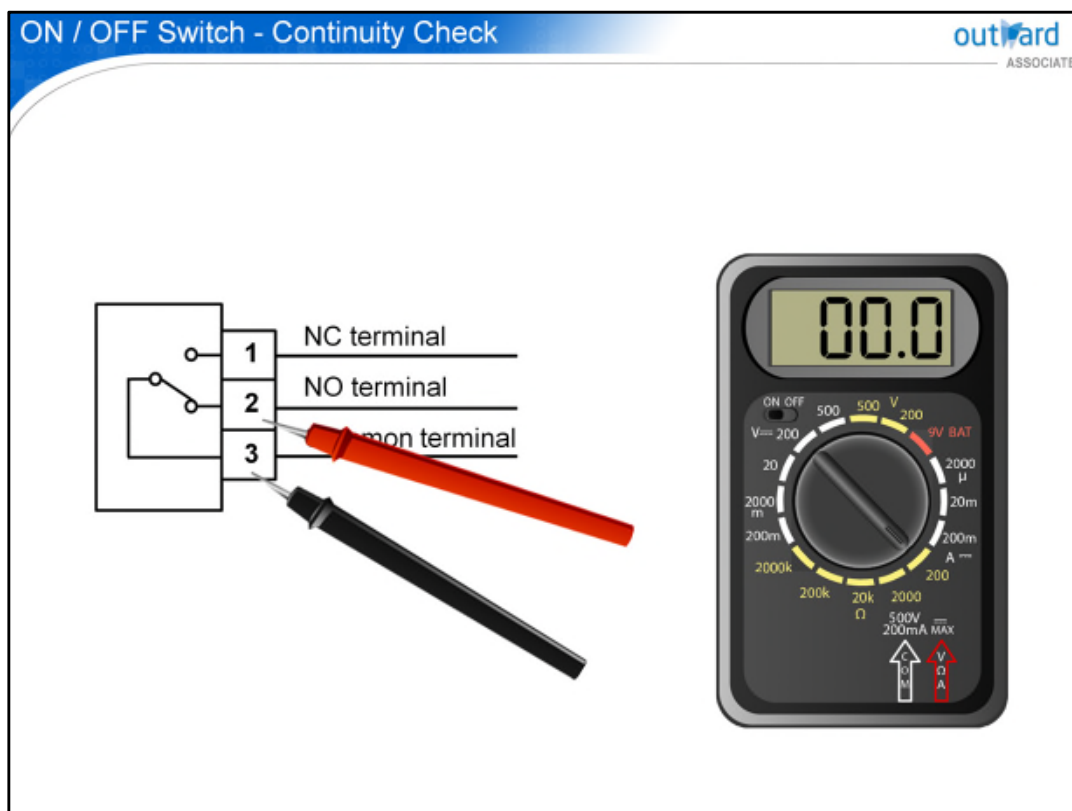 ON / OFF Switch - Continuity Check
outward
ASSOCIATE
1
NC terminal
2
NO terminal
3
mon terminal
00.0
ON OFF
500
500
V
200
V⎓ 200
9V BAT
20
2000
µ
2000
m
20m
200m
200m
A ⎓
2000k
200
200k
20k
2000
Ω
500V
200mA
MAX
COM
VΩA